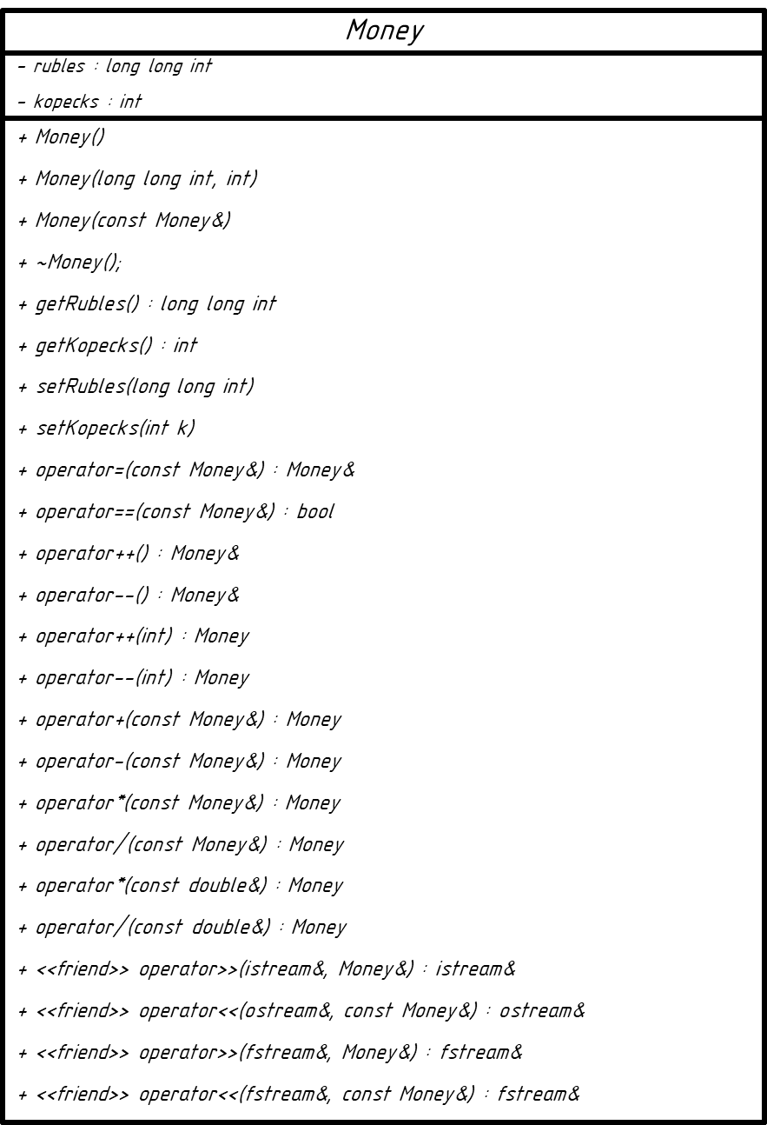 Money
- rubles : long long int
- kopecks : int
+ Money()
+ Money(long long int, int)
+ Money(const Money&)
+ ~Money();
+ getRubles() : long long int
+ getKopecks() : int
+ setRubles(long long int)
+ setKopecks(int k)
+ operator=(const Money&) : Money&
+ operator==(const Money&) : bool
+ operator++() : Money&
+ operator--() : Money&
+ operator++(int) : Money
+ operator--(int) : Money
+ operator+(const Money&) : Money
+ operator-(const Money&) : Money
+ operator*(const Money&) : Money
+ operator/(const Money&) : Money
+ operator*(const double&) : Money
+ operator/(const double&) : Money
+ <<friend>> operator>>(istream&, Money&) : istream&
+ <<friend>> operator<<(ostream&, const Money&) : ostream&
+ <<friend>> operator>>(fstream&, Money&) : fstream&
+ <<friend>> operator<<(fstream&, const Money&) : fstream&